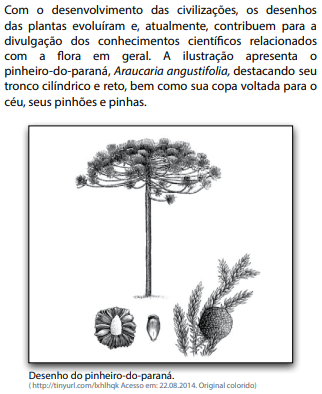 Com o desenvolvimento das civilizações, os desenhos
das plantas evoluíram e, atualmente, contribuem para a
divulgação dos conhecimentos científicos relacionados
com a flora em geral. A ilustração apresenta o
pinheiro-do-paraná, Araucaria angustifolia, destacando seu
tronco cilíndrico e reto, bem como sua copa voltada para o
céu, seus pinhões e pinhas.
Desenho do pinheiro-do-paraná.
( http://tinyurl.com/lxhlhqk Acesso em: 22.08.2014. Original colorido)